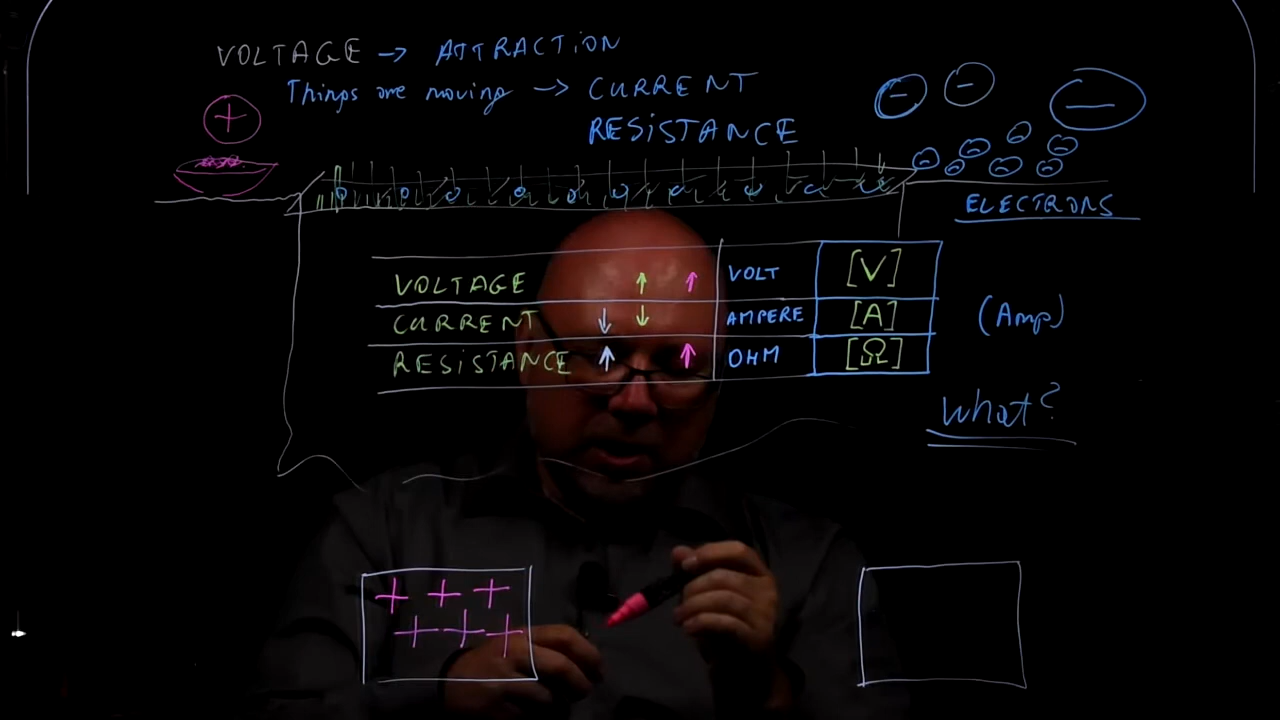 VOLTAGE → ATTRACTION
Things are moving → CURRENT
RESISTANCE
+
− − −
− − − − − − −
ELECTRONS
VOLTAGE ↑ ↑ VOLT [V]
CURRENT ↓ ↓ AMPERE [A] (Amp)
RESISTANCE ↑ ↑ OHM [Ω]
What?
+ + +
+ + +